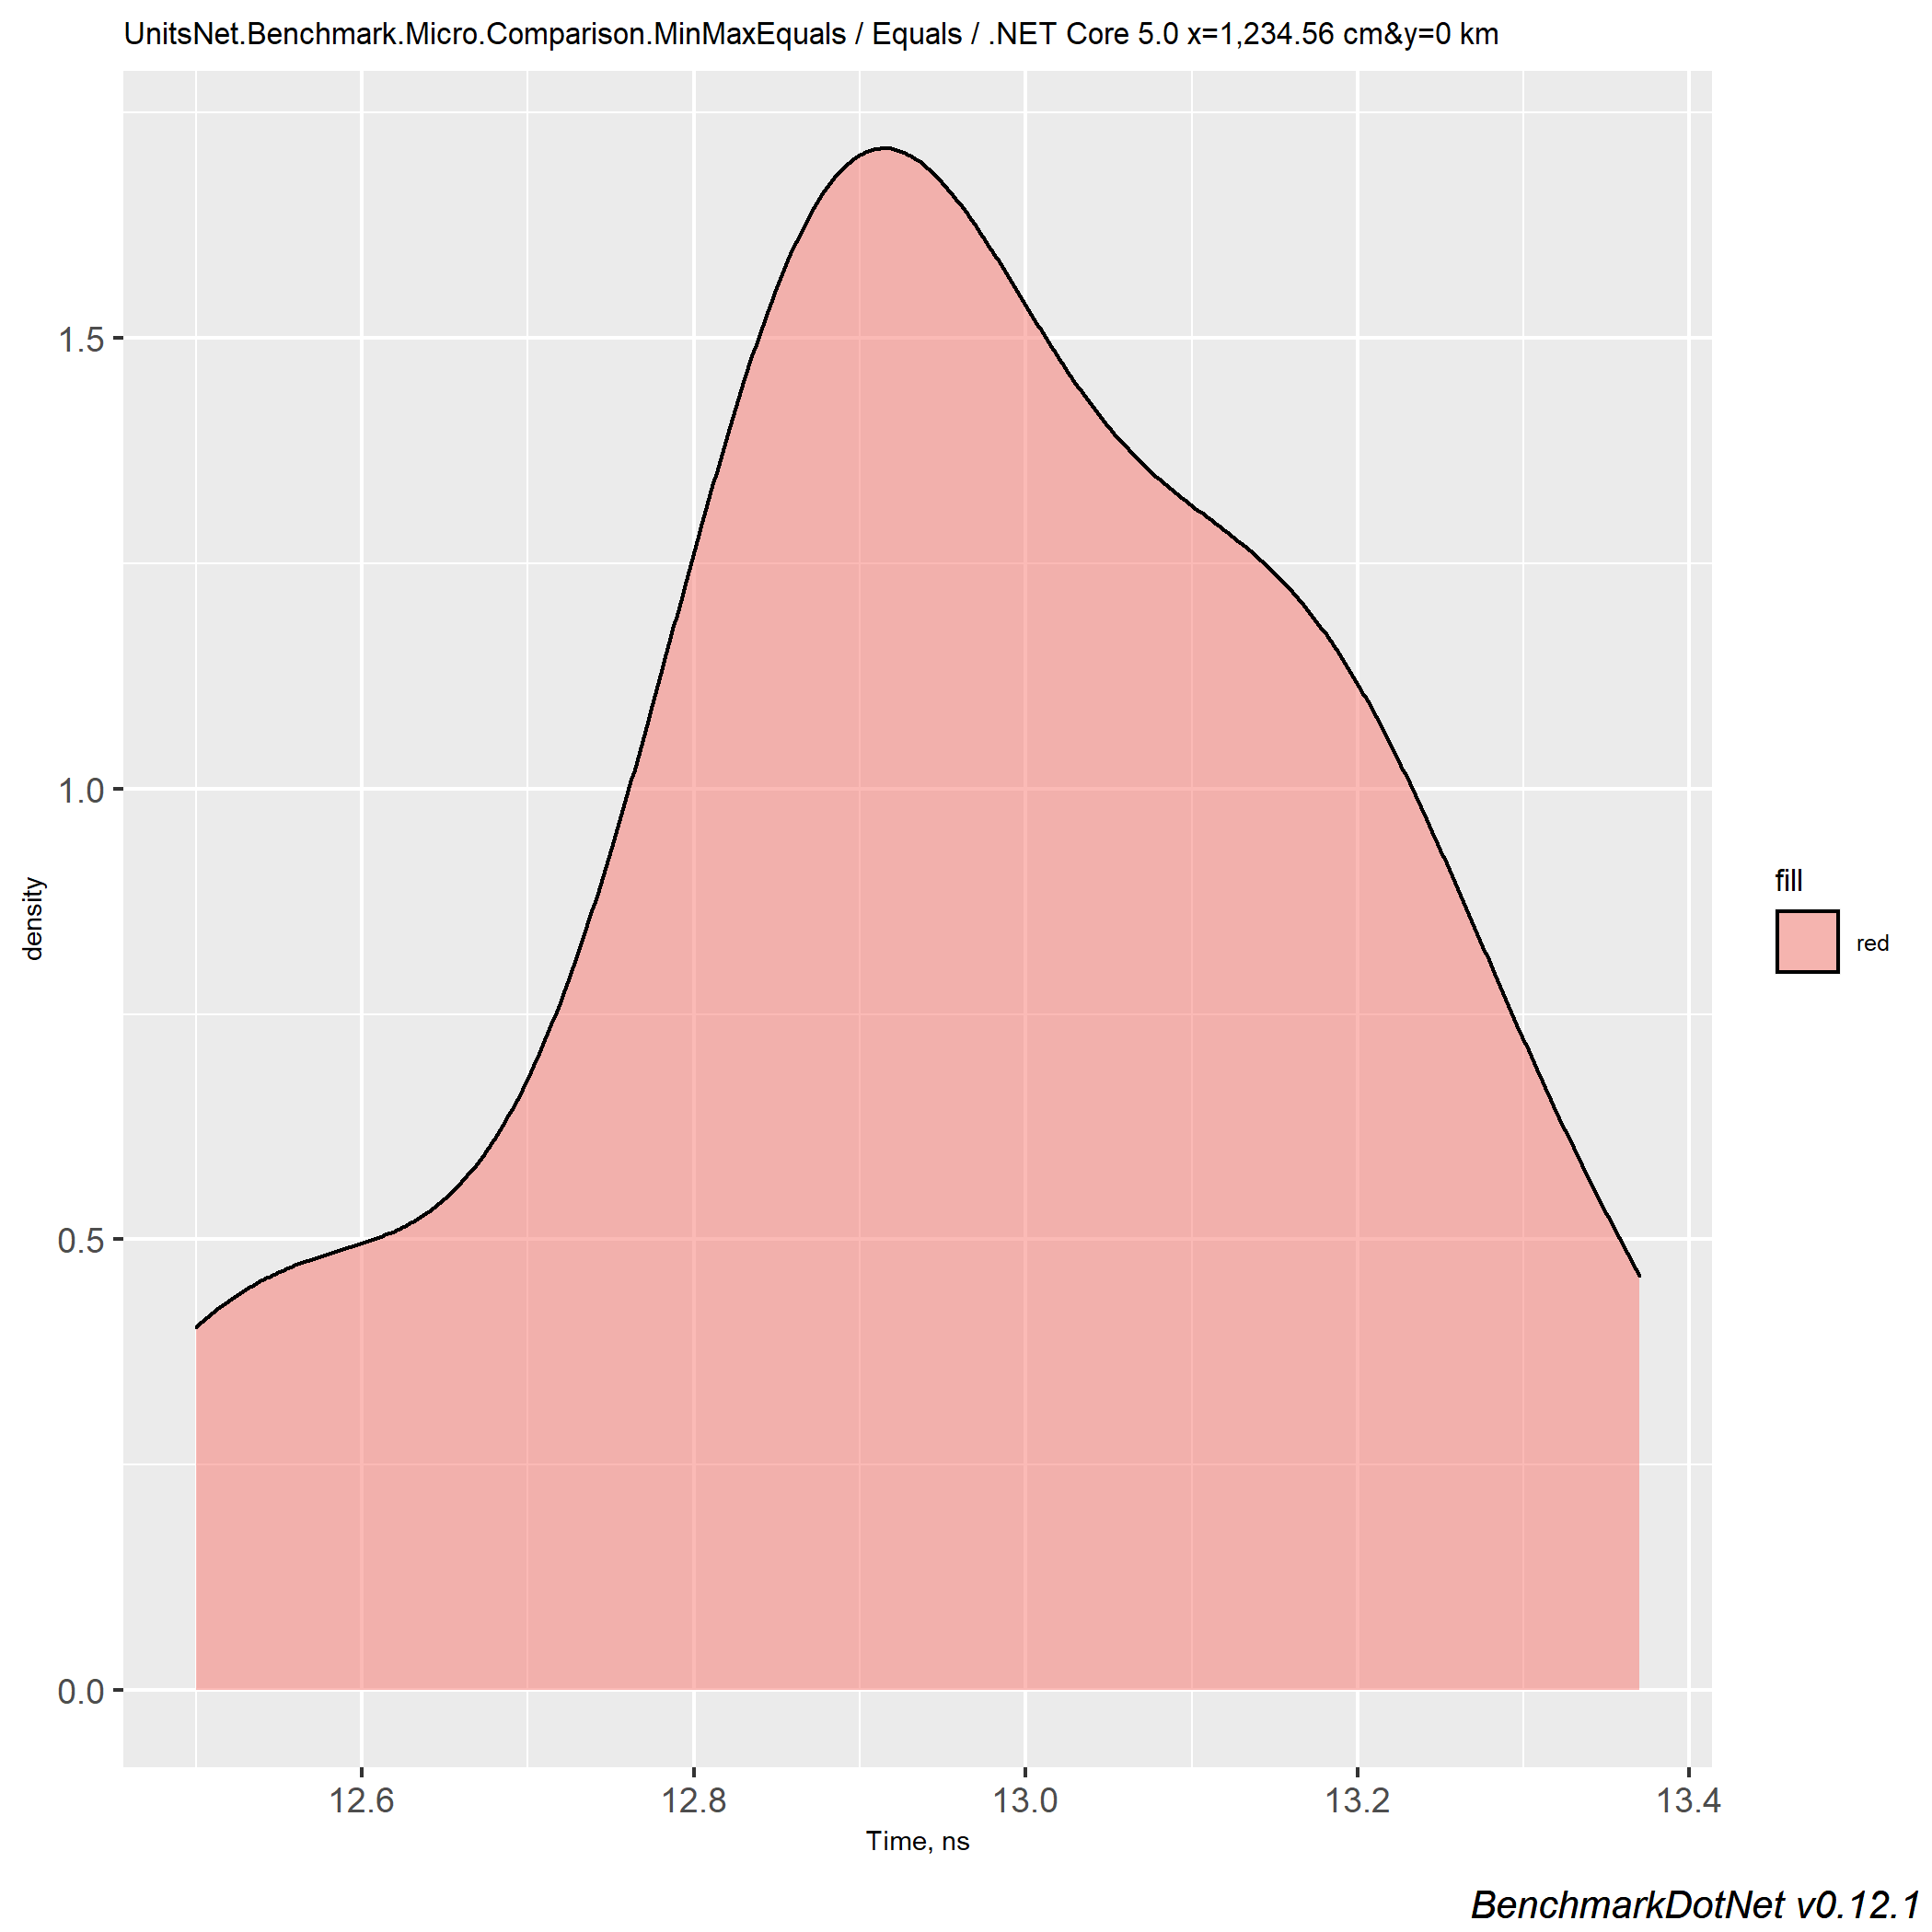 UnitsNet.Benchmark.Micro.Comparison.MinMaxEquals / Equals / .NET Core 5.0 x=1,234.56 cm&y=0 km
1.5
1.0
0.5
0.0
density
12.6
12.8
13.0
13.2
13.4
Time, ns
fill
red
BenchmarkDotNet v0.12.1